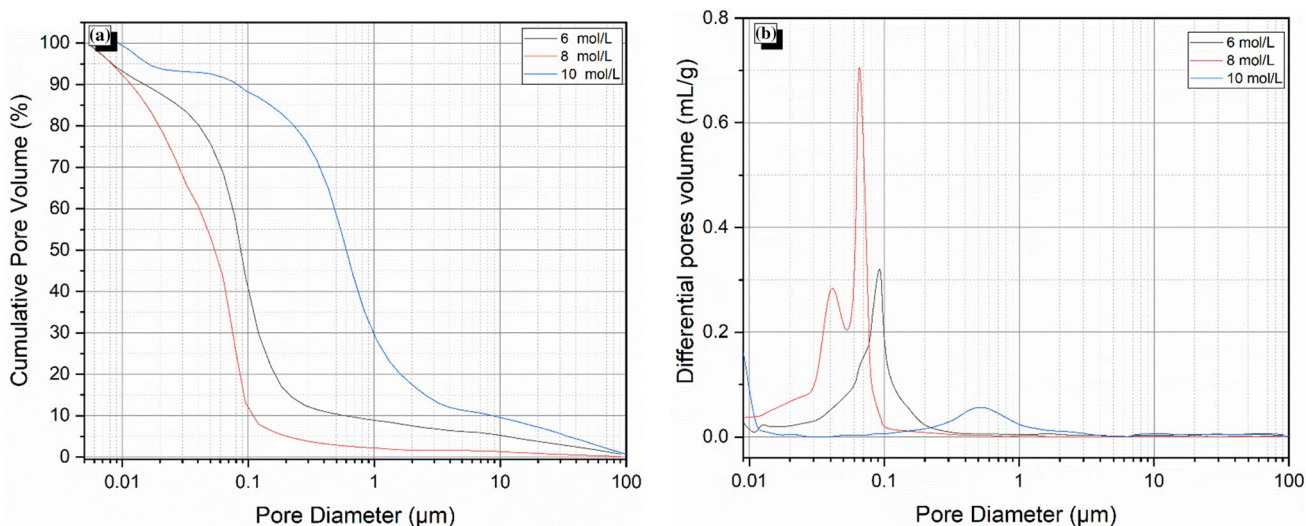 (a)
6 mol/L
8 mol/L
10 mol/L
Cumulative Pore Volume (%)
100
90
80
70
60
50
40
30
20
10
0
0.01
0.1
1
10
100
Pore Diameter (µm)
(b)
6 mol/L
8 mol/L
10 mol/L
Differential pores volume (mL/g)
0.8
0.6
0.4
0.2
0.0
0.01
0.1
1
10
100
Pore Diameter (µm)